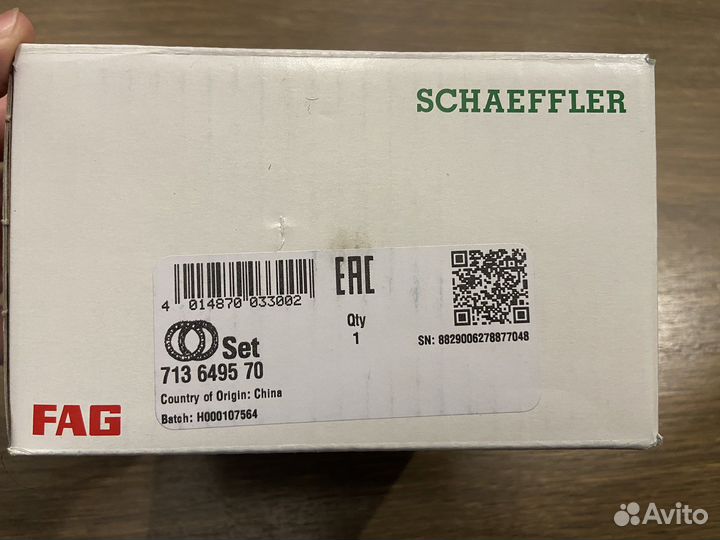 SCHAEFFLER
4 014870 033002
EAC
Qty
1
SN: 8829006278877048
Set
713 6495 70
Country of Origin: China
Batch: H000107564
FAG
Avito